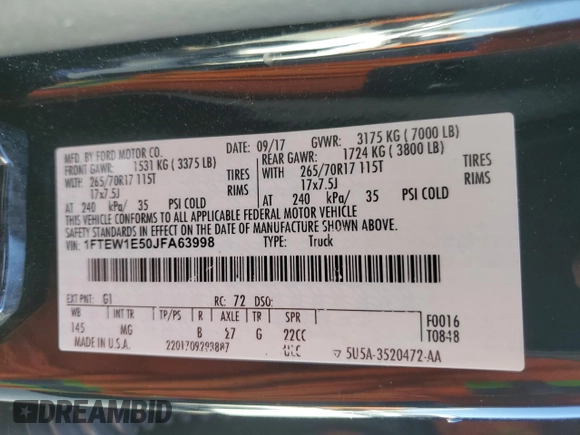 MFD. BY FORD MOTOR CO.
DATE: 09/17 GVWR: 3175 KG ( 7000 LB)
FRONT GAWR: 1531 KG ( 3375 LB)
REAR GAWR: 1724 KG ( 3800 LB)
WITH 265/70R17 115T TIRES
WITH 265/70R17 115T TIRES
17x7.5J RIMS
17x7.5J RIMS
AT 240 kPa/ 35 PSI COLD
AT 240 kPa/ 35 PSI COLD
THIS VEHICLE CONFORMS TO ALL APPLICABLE FEDERAL MOTOR VEHICLE
SAFETY STANDARDS IN EFFECT ON THE DATE OF MANUFACTURE SHOWN ABOVE.
VIN: 1FTEW1E50JFA63998 TYPE: Truck
EXT PNT: G1 RC: 72 DSO:
WB INT TR TP/PS R AXLE TR SPR
145 MG B 27 G 22CC
F0016
T0848
MADE IN U.S.A. 5U5A-3520472-AA
DREAMBID